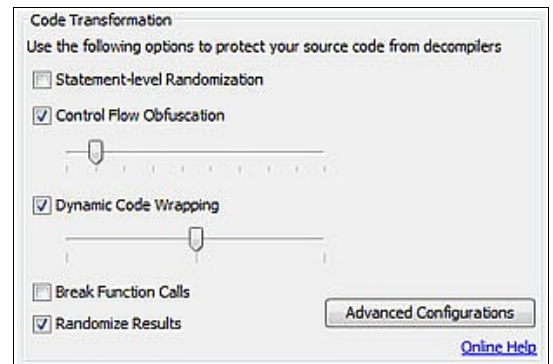 Code Transformation
Use the following options to protect your source code from decompilers
Statement-level Randomization
Control Flow Obfuscation
Dynamic Code Wrapping
Break Function Calls
Advanced Configurations
Randomize Results
Online Help